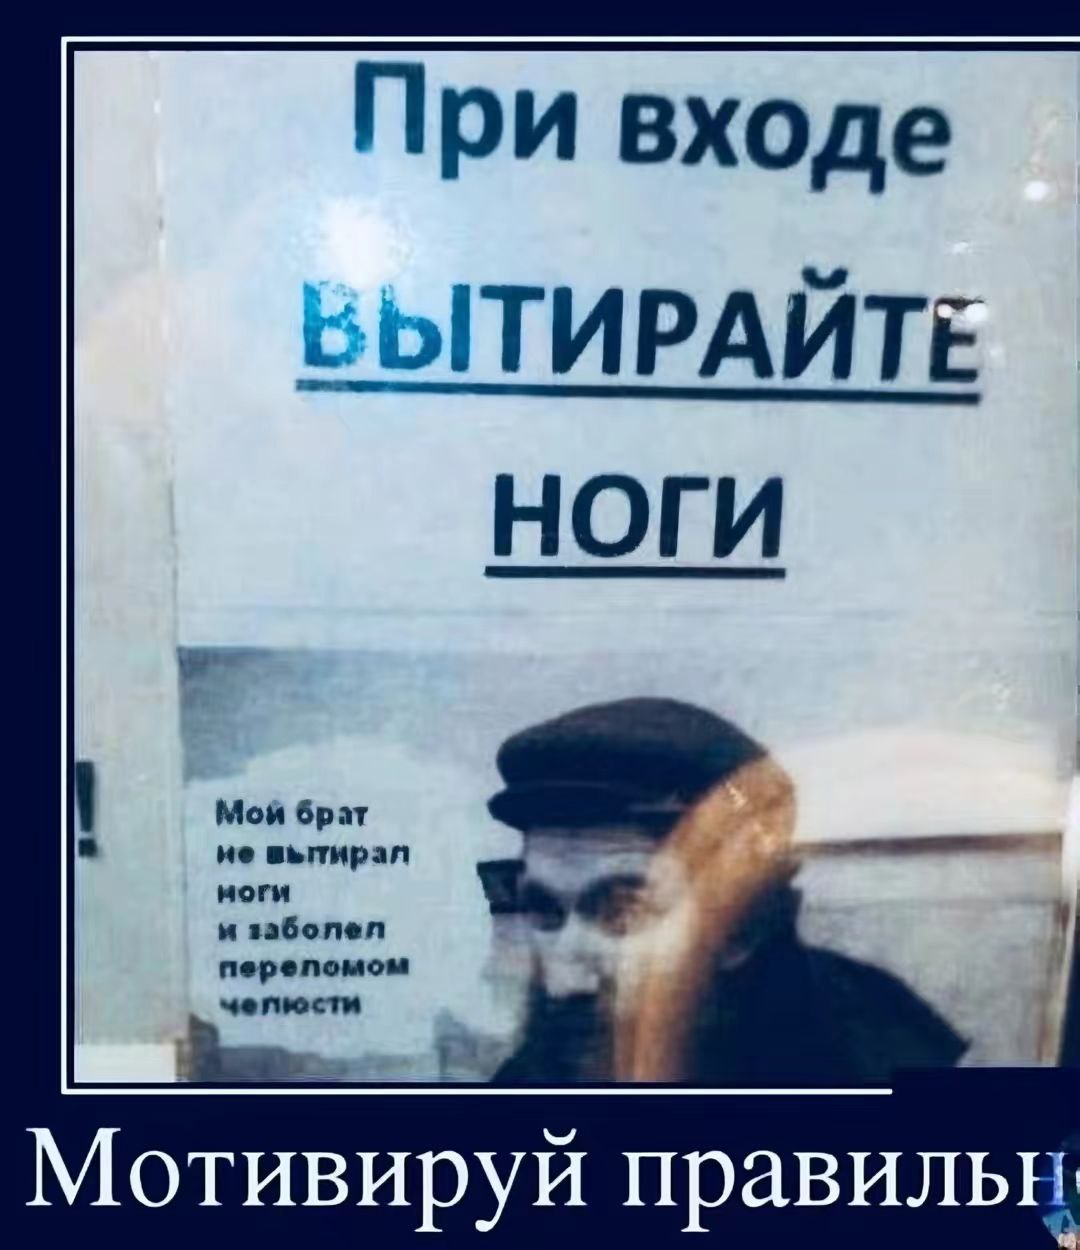 При входе
ВЫТИРАЙТЕ
НОГИ
!
Мой брат
не вытирал
ноги
и заболел
переломом
челюсти
Мотивируй правильн